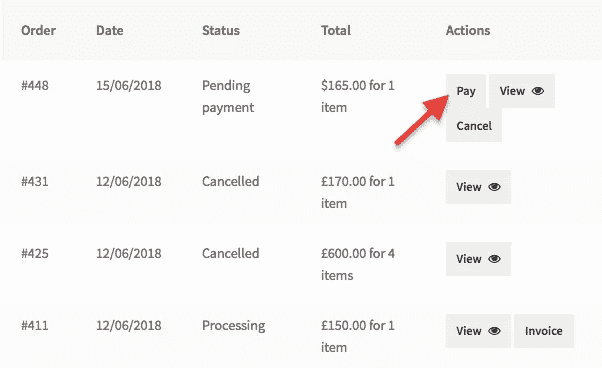 Order Date Status Total Actions
#448 15/06/2018 Pending $165.00 for 1 Pay View
payment item Cancel
#431 12/06/2018 Cancelled £170.00 for 1 View
item
#425 12/06/2018 Cancelled £600.00 for 4 View
items
#411 12/06/2018 Processing £150.00 for 1 View Invoice
item